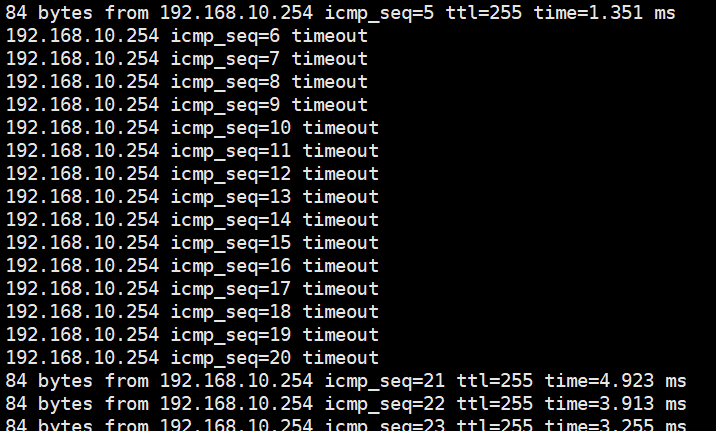 84 bytes from 192.168.10.254 icmp_seq=5 ttl=255 time=1.351 ms
192.168.10.254 icmp_seq=6 timeout
192.168.10.254 icmp_seq=7 timeout
192.168.10.254 icmp_seq=8 timeout
192.168.10.254 icmp_seq=9 timeout
192.168.10.254 icmp_seq=10 timeout
192.168.10.254 icmp_seq=11 timeout
192.168.10.254 icmp_seq=12 timeout
192.168.10.254 icmp_seq=13 timeout
192.168.10.254 icmp_seq=14 timeout
192.168.10.254 icmp_seq=15 timeout
192.168.10.254 icmp_seq=16 timeout
192.168.10.254 icmp_seq=17 timeout
192.168.10.254 icmp_seq=18 timeout
192.168.10.254 icmp_seq=19 timeout
192.168.10.254 icmp_seq=20 timeout
84 bytes from 192.168.10.254 icmp_seq=21 ttl=255 time=4.923 ms
84 bytes from 192.168.10.254 icmp_seq=22 ttl=255 time=3.913 ms
84 bytes from 192.168.10.254 icmp_seq=23 ttl=255 time=3.255 ms